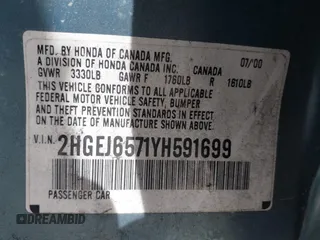 MFD. BY HONDA OF CANADA MFG.
A DIVISION OF HONDA CANADA INC. CANADA 07/00
GVWR 3330LB GAWR F 1760LB R 1610LB
THIS VEHICLE CONFORMS TO ALL APPLICABLE
FEDERAL MOTOR VEHICLE SAFETY, BUMPER
AND THEFT PREVENTION STANDARDS IN EFFECT
ON THE DATE OF MANUFACTURE SHOWN ABOVE.
V.I.N. 2HGEJ6571YH591699
PASSENGER CAR
DREAMBID